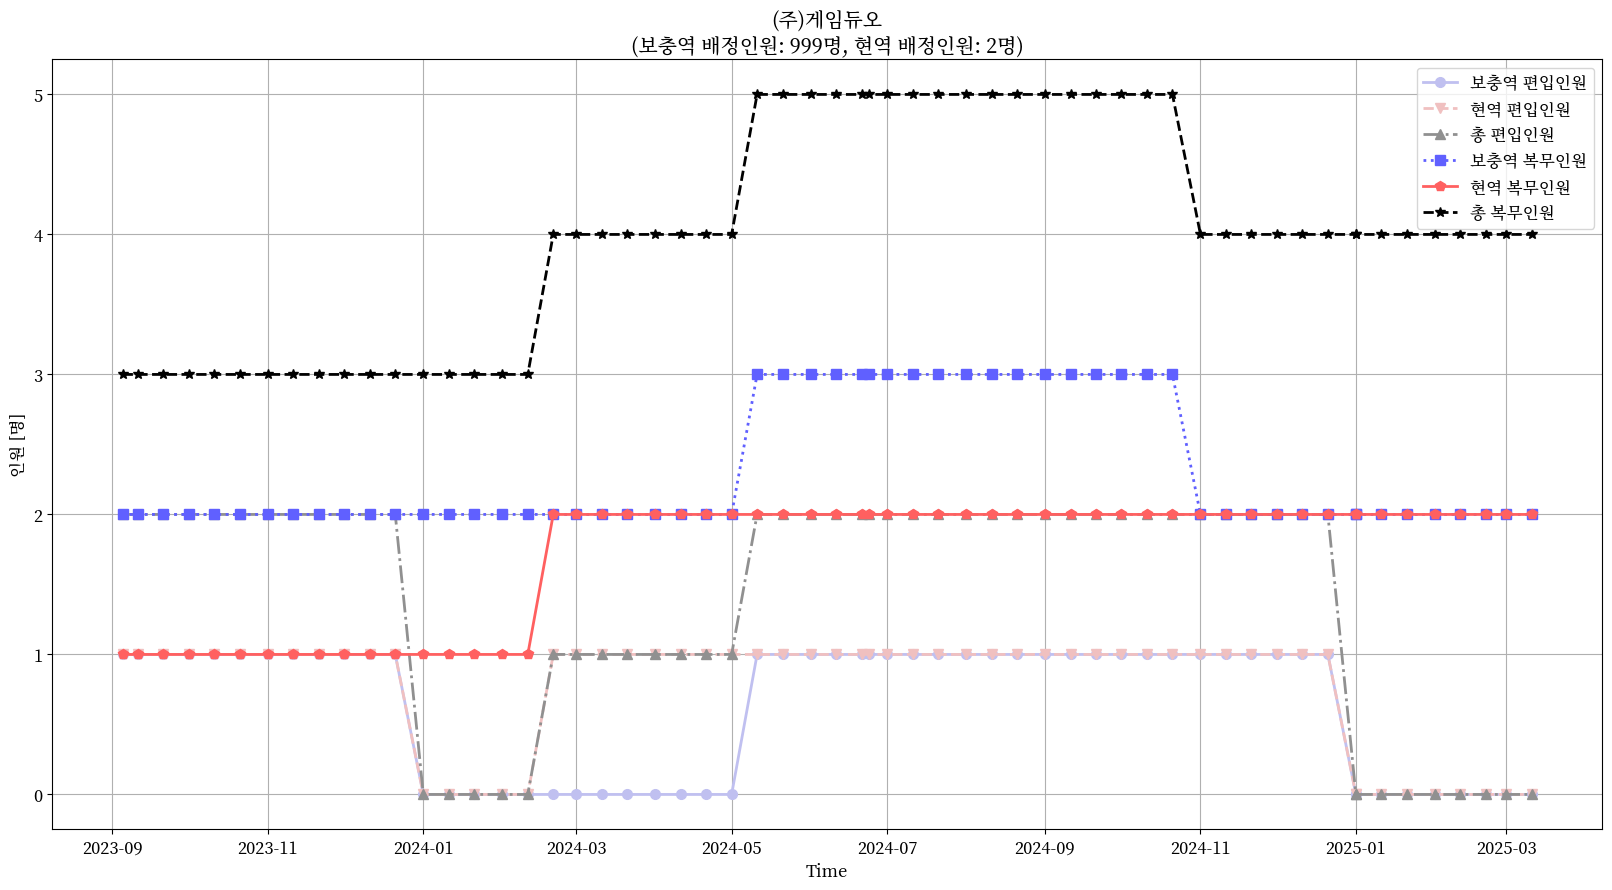 (주)게임듀오
(보충역 배정인원: 999명, 현역 배정인원: 2명)
보충역 편입인원
현역 편입인원
총 편입인원
보충역 복무인원
현역 복무인원
총 복무인원
인원 [명]
5
4
3
2
1
0
2023-09
2023-11
2024-01
2024-03
2024-05
2024-07
2024-09
2024-11
2025-01
2025-03
Time